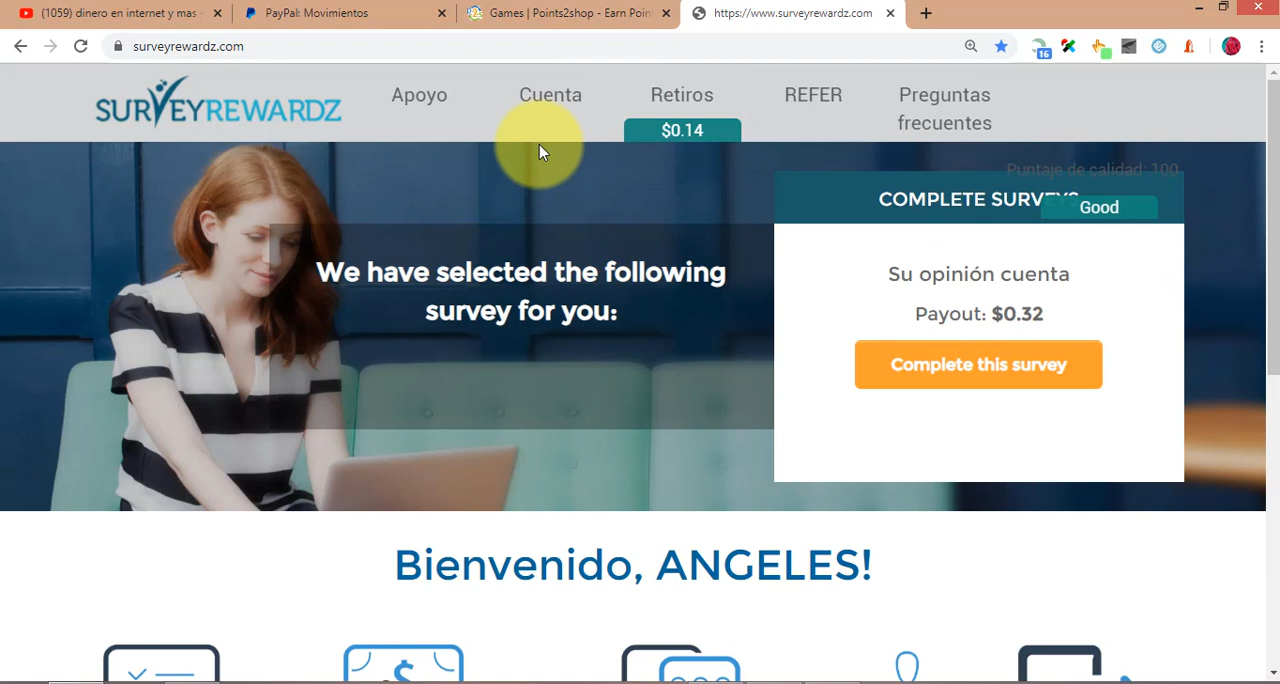 (1059) dinero en internet y mas -
PayPal: Movimientos
Games | Points2shop - Earn Poin
https://www.surveyrewardz.com
surveyrewardz.com
16
SURVEYREWARDZ
Apoyo
Cuenta
Retiros
$0.14
REFER
Preguntas
frecuentes
Puntaje de calidad 100
Good
COMPLETE SURVEYS
We have selected the following
survey for you:
Su opinión cuenta
Payout: $0.32
Complete this survey
Bienvenido, ANGELES!